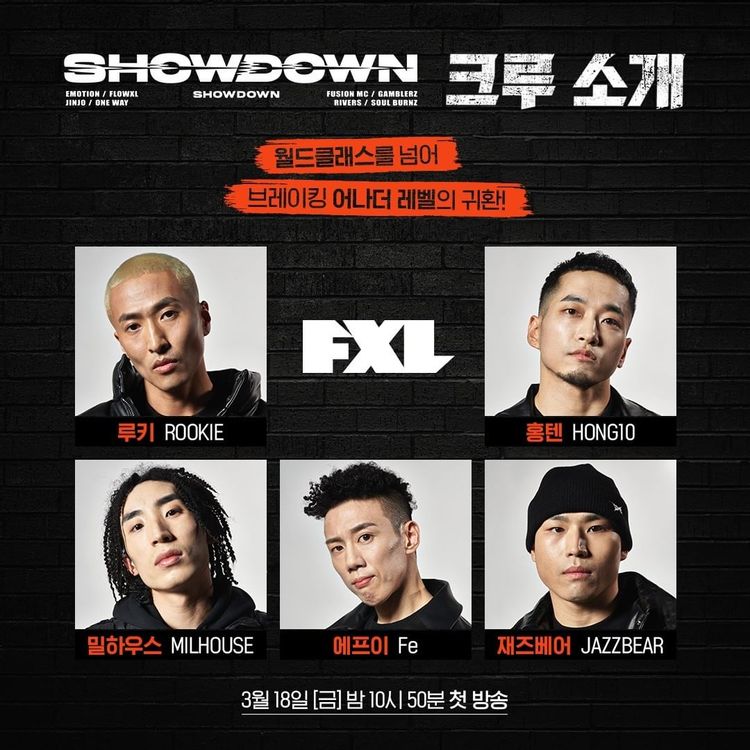 SHOWDOWN 크루 소개
EMOTION / FLOWXL
JINJO / ONE WAY
SHOWDOWN
FUSION MC / GAMBLERZ
RIVERS / SOUL BURNZ
월드클래스를 넘어
브레이킹 어나더 레벨의 귀환!
FXL
루키 ROOKIE
홍텐 HONG10
밀하우스 MILHOUSE
에프이 Fe
재즈베어 JAZZBEAR
3월 18일 [금] 밤 10시 50분 첫 방송